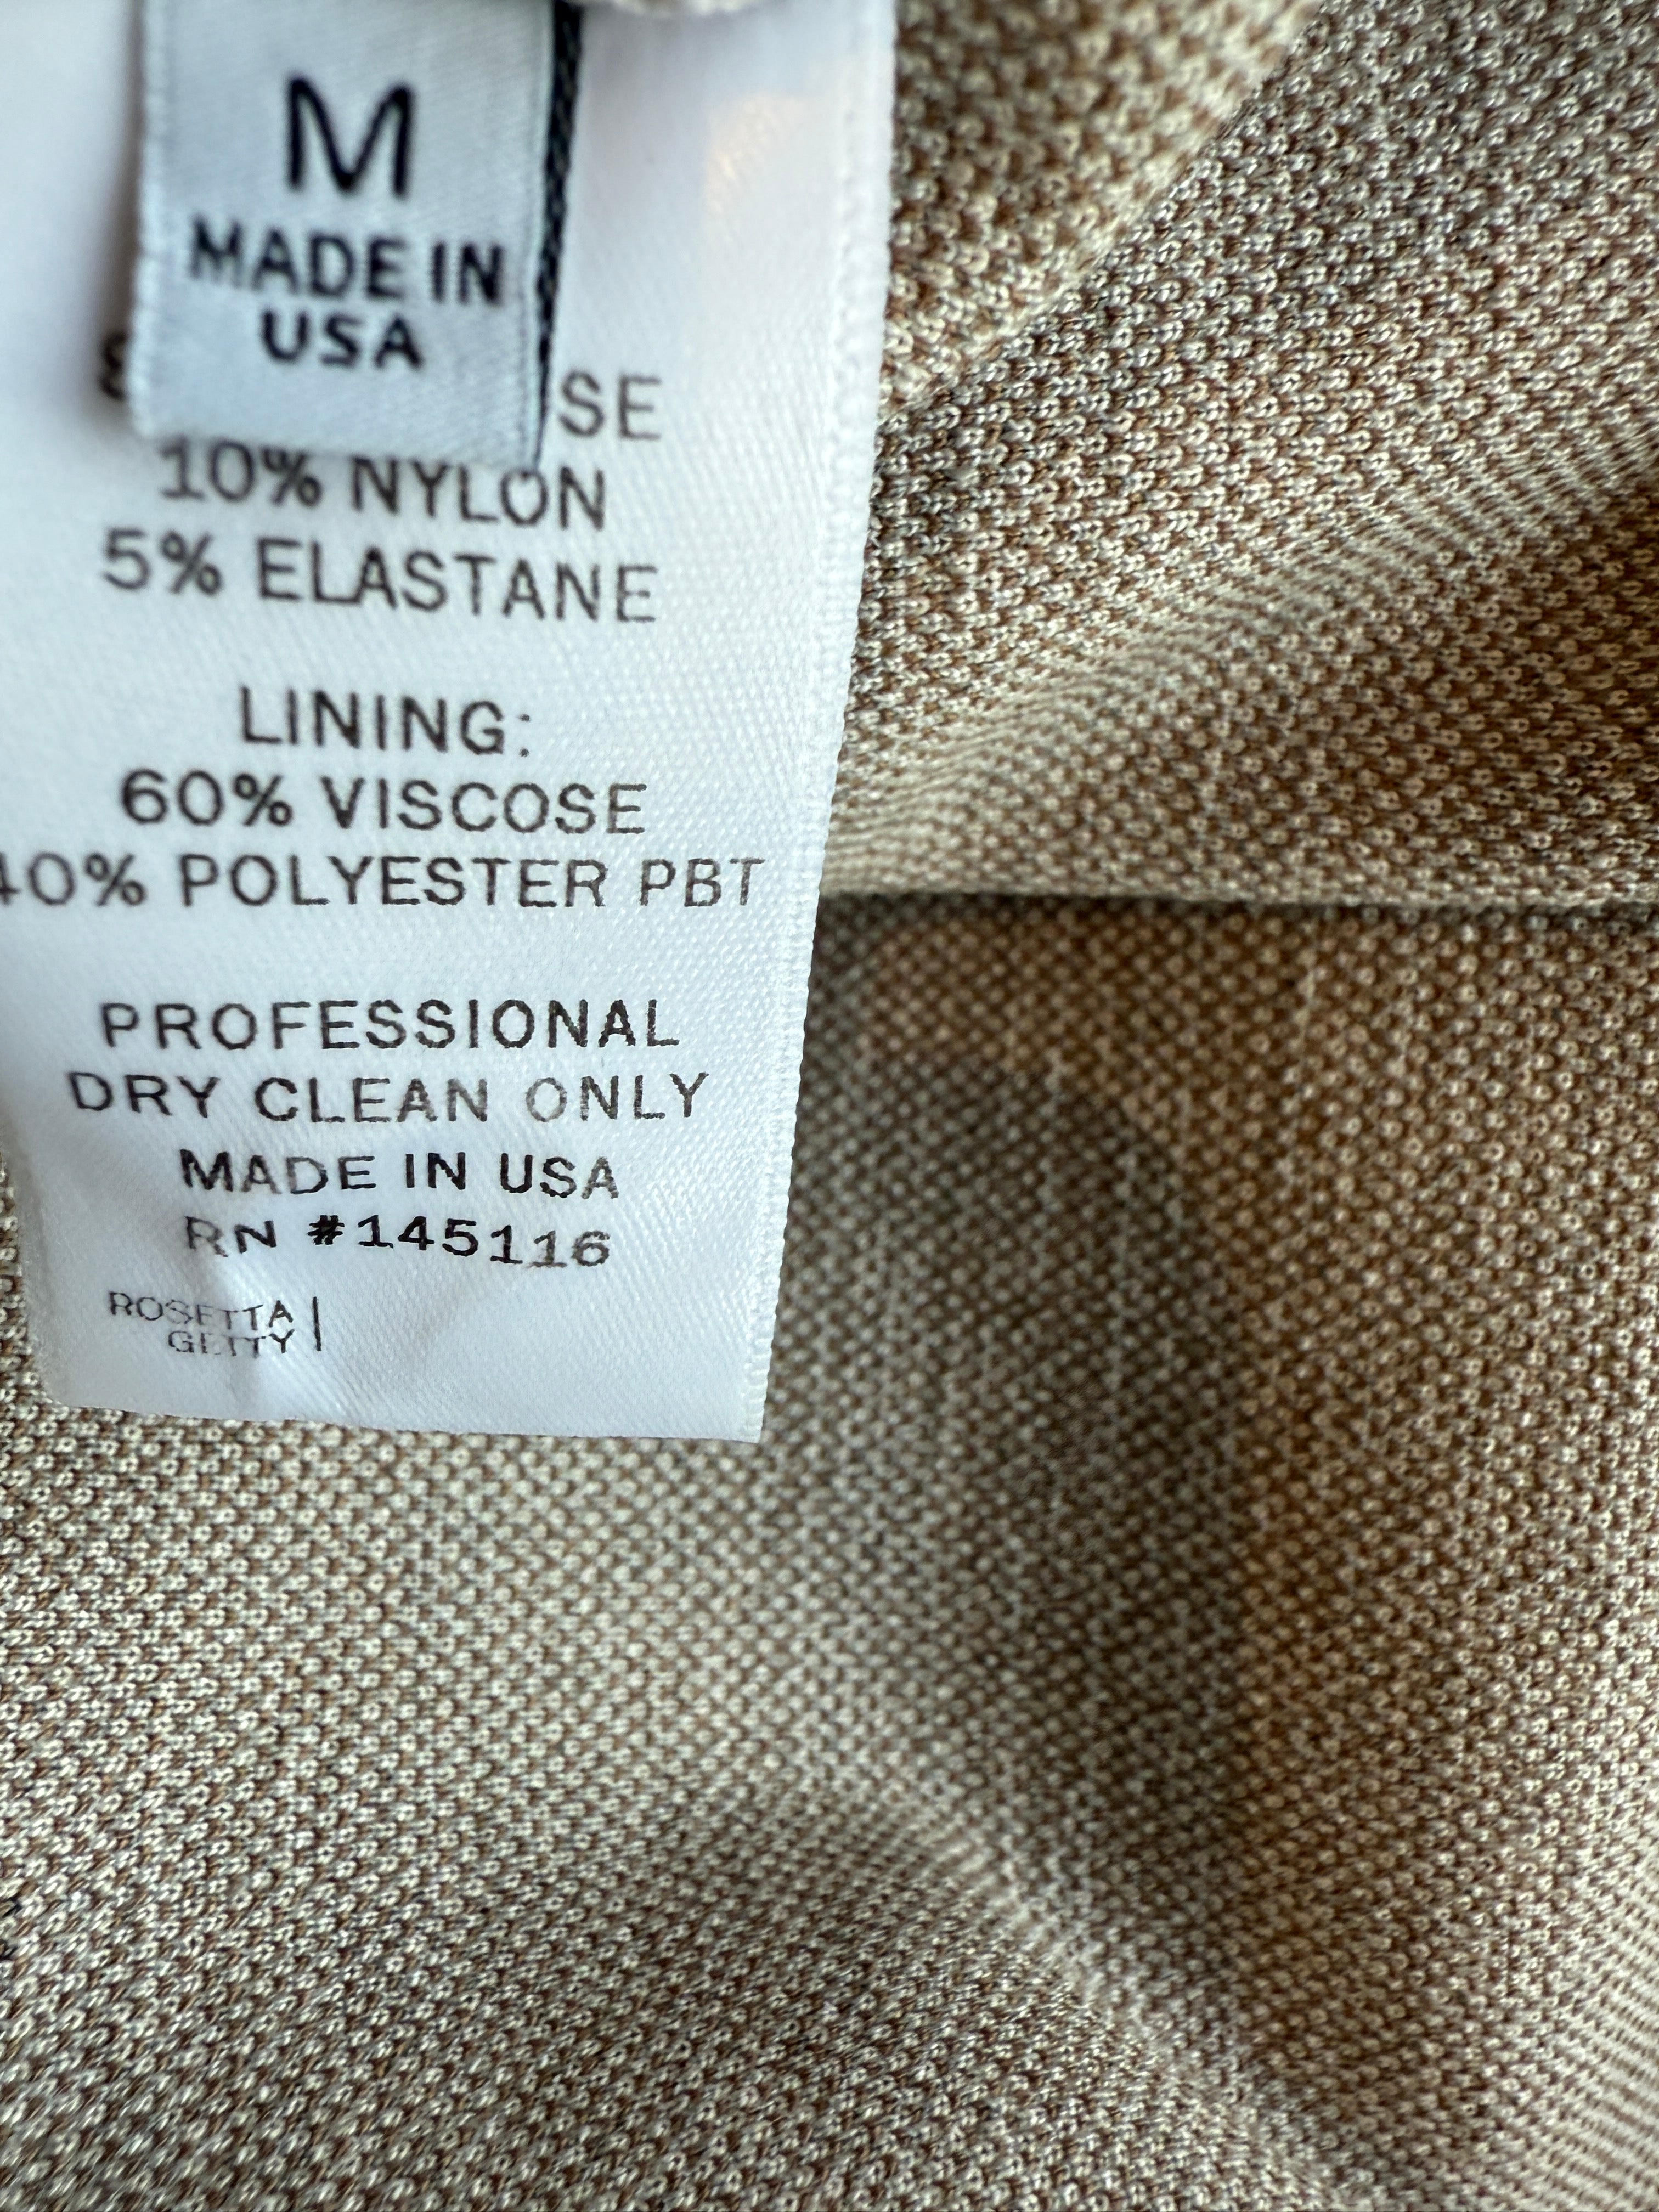 M
MADE IN
USA
10% NYLON
5% ELASTANE
LINING:
60% VISCOSE
40% POLYESTER PBT
PROFESSIONAL
DRY CLEAN ONLY
MADE IN USA
RN #145116
ROSETTA
GETTY